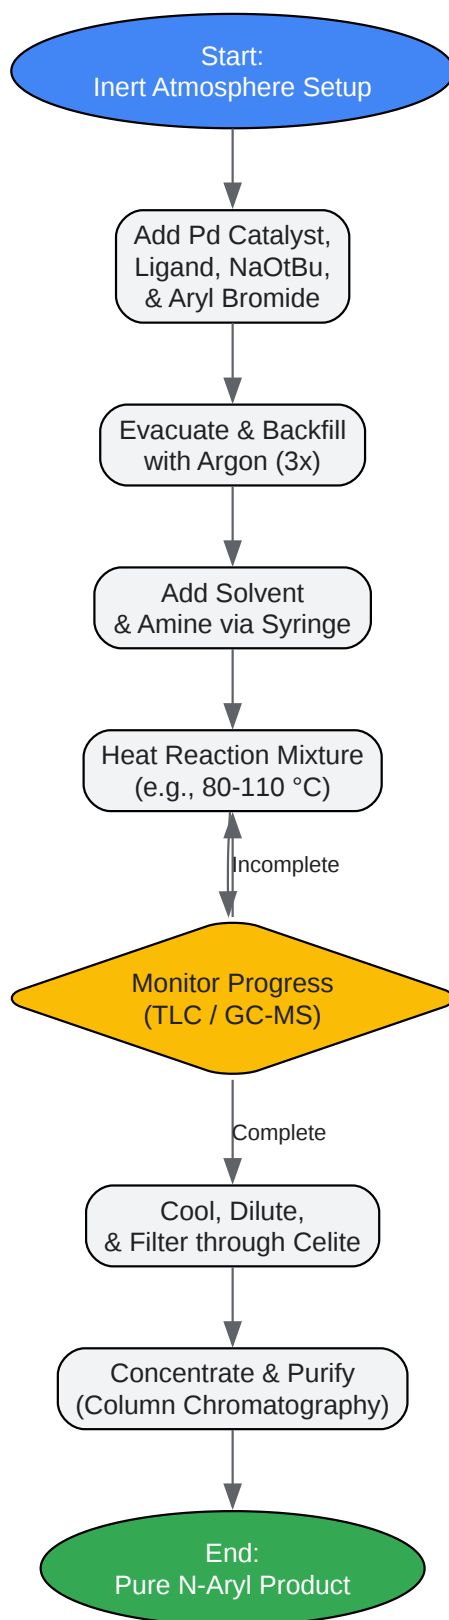 Start:
Inert Atmosphere Setup
Add Pd Catalyst,
Ligand, NaOtBu,
& Aryl Bromide
Evacuate & Backfill
with Argon (3x)
Add Solvent
& Amine via Syringe
Heat Reaction Mixture
(e.g., 80-110 °C)
Incomplete
Monitor Progress
(TLC / GC-MS)
Complete
Cool, Dilute,
& Filter through Celite
Concentrate & Purify
(Column Chromatography)
End:
Pure N-Aryl Product